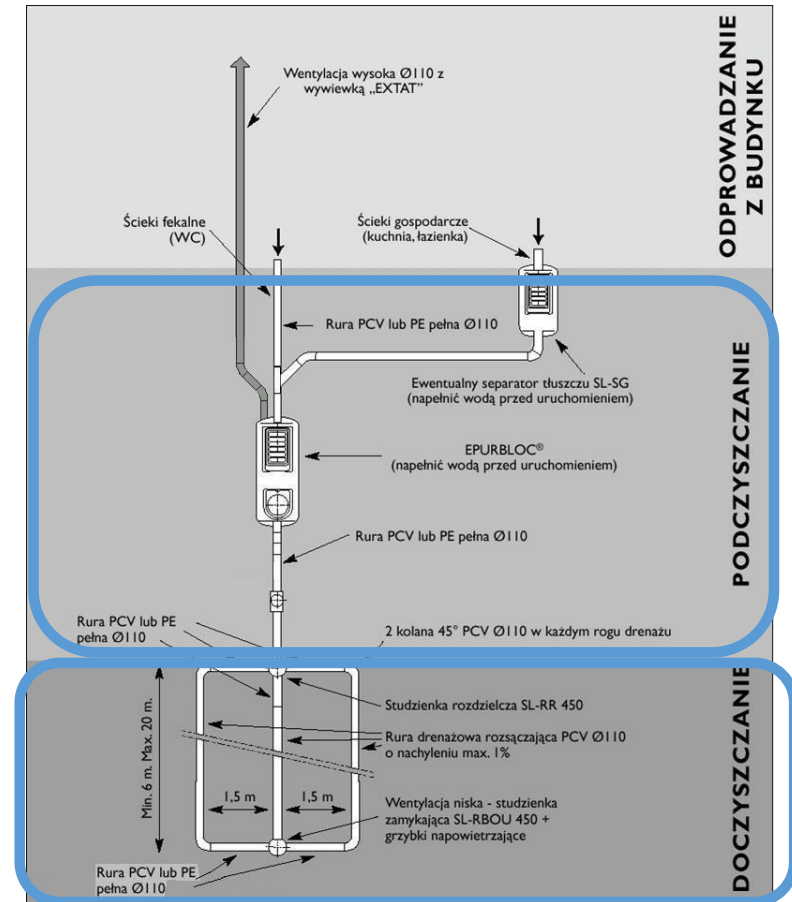 ODPROWADZANIE
Z BUDYNKU
Wentylacja wysoka Ø110 z
wywiewką „EXTAT”
Ścieki fekalne
(WC)
Ścieki gospodarcze
(kuchnia, łazienka)
PODCZYSZCZANIE
Rura PCV lub PE pełna Ø110
Ewentualny separator tłuszczu SL-SG
(napełnić wodą przed uruchomieniem)
EPURBLOC®
(napełnić wodą przed uruchomieniem)
Rura PCV lub PE pełna Ø110
Rura PCV lub PE
pełna Ø110
2 kolana 45° PCV Ø110 w każdym rogu drenażu
DOCZYSZCZANIE
Min. 6 m. Max. 20 m.
Studzienka rozdzielcza SL-RR 450
Rura drenażowa rozsączająca PCV Ø110
o nachyleniu max. 1%
1,5 m
1,5 m
Wentylacja niska - studzienka
zamykająca SL-RBOU 450 +
grzybki napowietrzające
Rura PCV lub PE
pełna Ø110